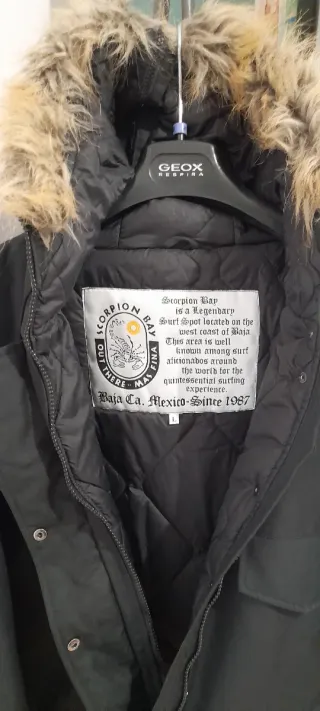 GEOX
RESPIRA
SCORPION BAY
OUT THERE - MAS FINA
Scorpion Bay
is a Legendary
Surf Spot located on the
west coast of Baja
This area is well
known among surf
aficionados around
the world for the
quintessential surfing
experience.
Baja Ca. Mexico-Since 1987
L